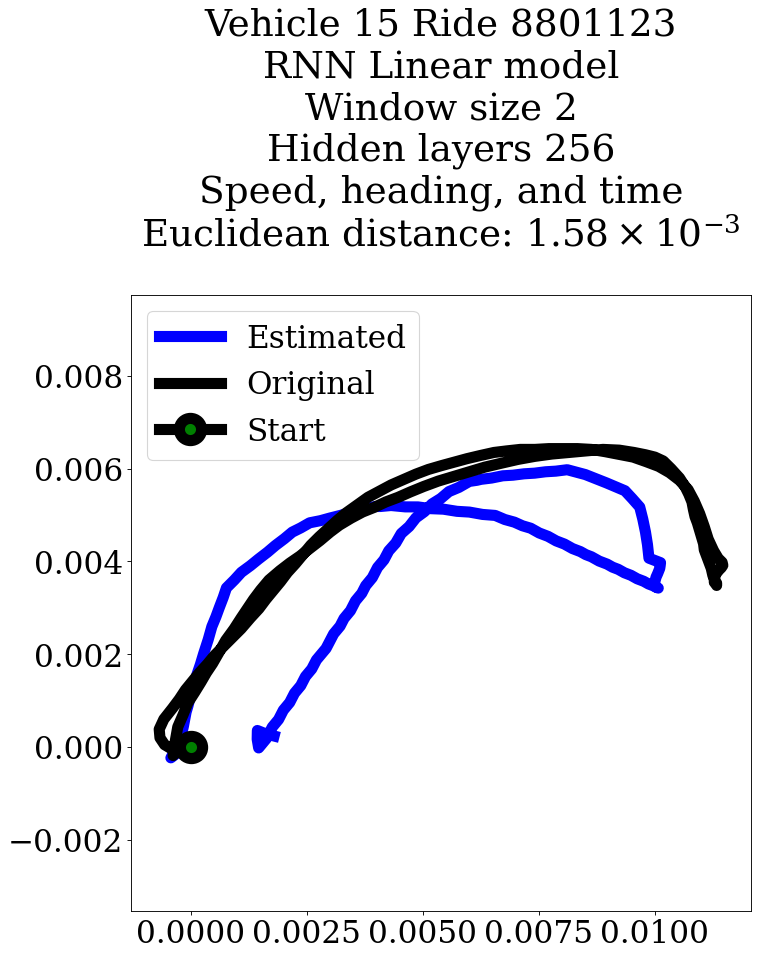 Vehicle 15 Ride 8801123
RNN Linear model
Window size 2
Hidden layers 256
Speed, heading, and time
Euclidean distance: 1.58 × 10⁻³
Estimated
Original
Start
0.008
0.006
0.004
0.002
0.000
−0.002
0.0000 0.0025 0.0050 0.0075 0.0100